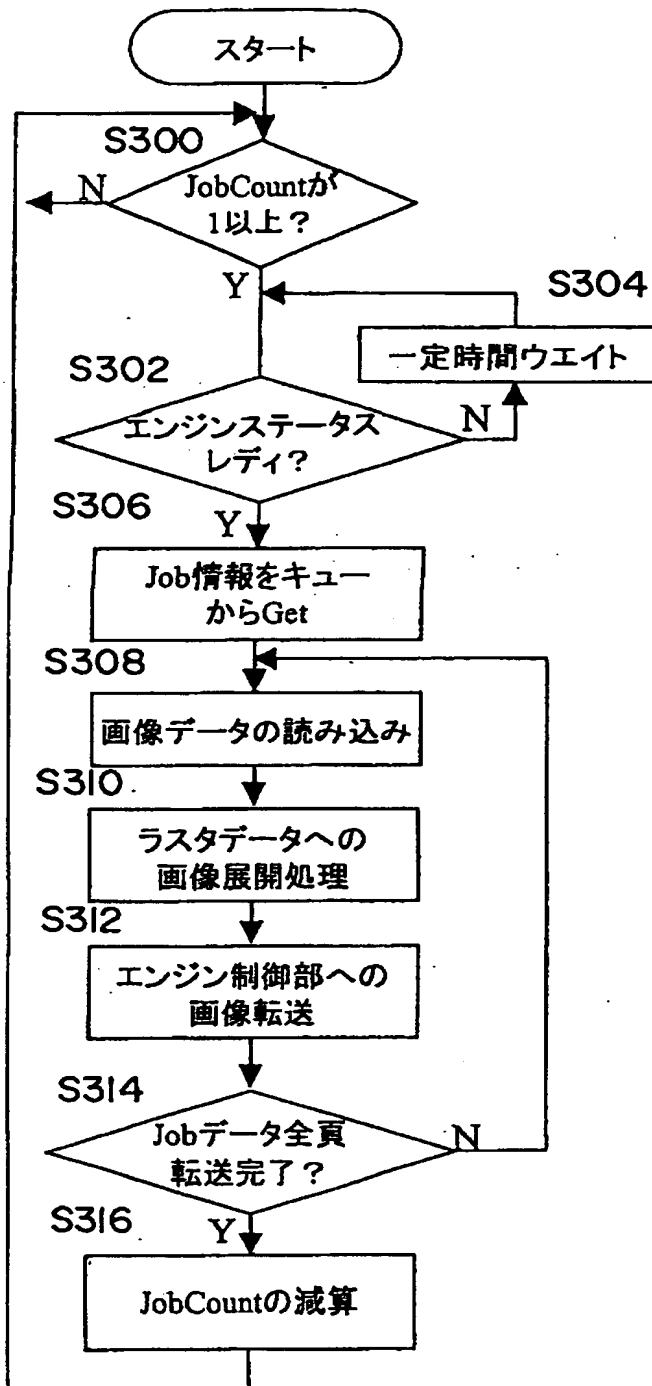 スタート
S300
JobCountが
1以上？
N
Y
S304
一定時間ウエイト
S302
エンジンステータス
レディ？
N
S306
Y
Job情報をキュー
からGet
S308
画像データの読み込み
S310
ラスタデータへの
画像展開処理
S312
エンジン制御部への
画像転送
S314
Jobデータ全頁
転送完了？
N
S316
Y
JobCountの減算